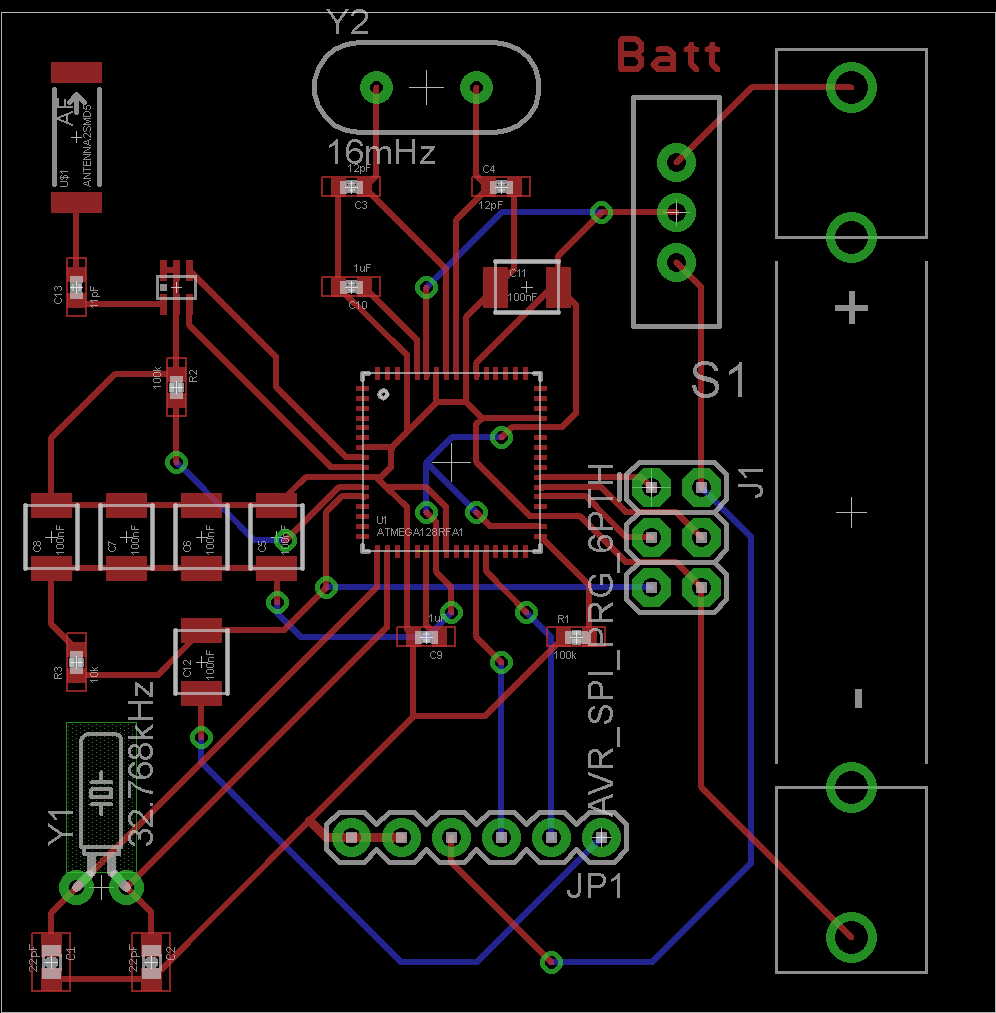 Y2
Batt
16mHz
AE
U$1
ANTENNA2SMD5
12pF
C3
C4
12pF
1uF
C10
C11
100nF
C13
11pF
100k
R2
+
S1
J1
U1
ATMEGA128RFA1
AVR_SPI_PRG_6PTH
C8
100nF
C7
100nF
C6
100nF
C5
100nF
1uF
C9
R1
100k
R3
10k
C12
100nF
-
Y1
32.768kHz
JP1
22pF
C1
22pF
C2